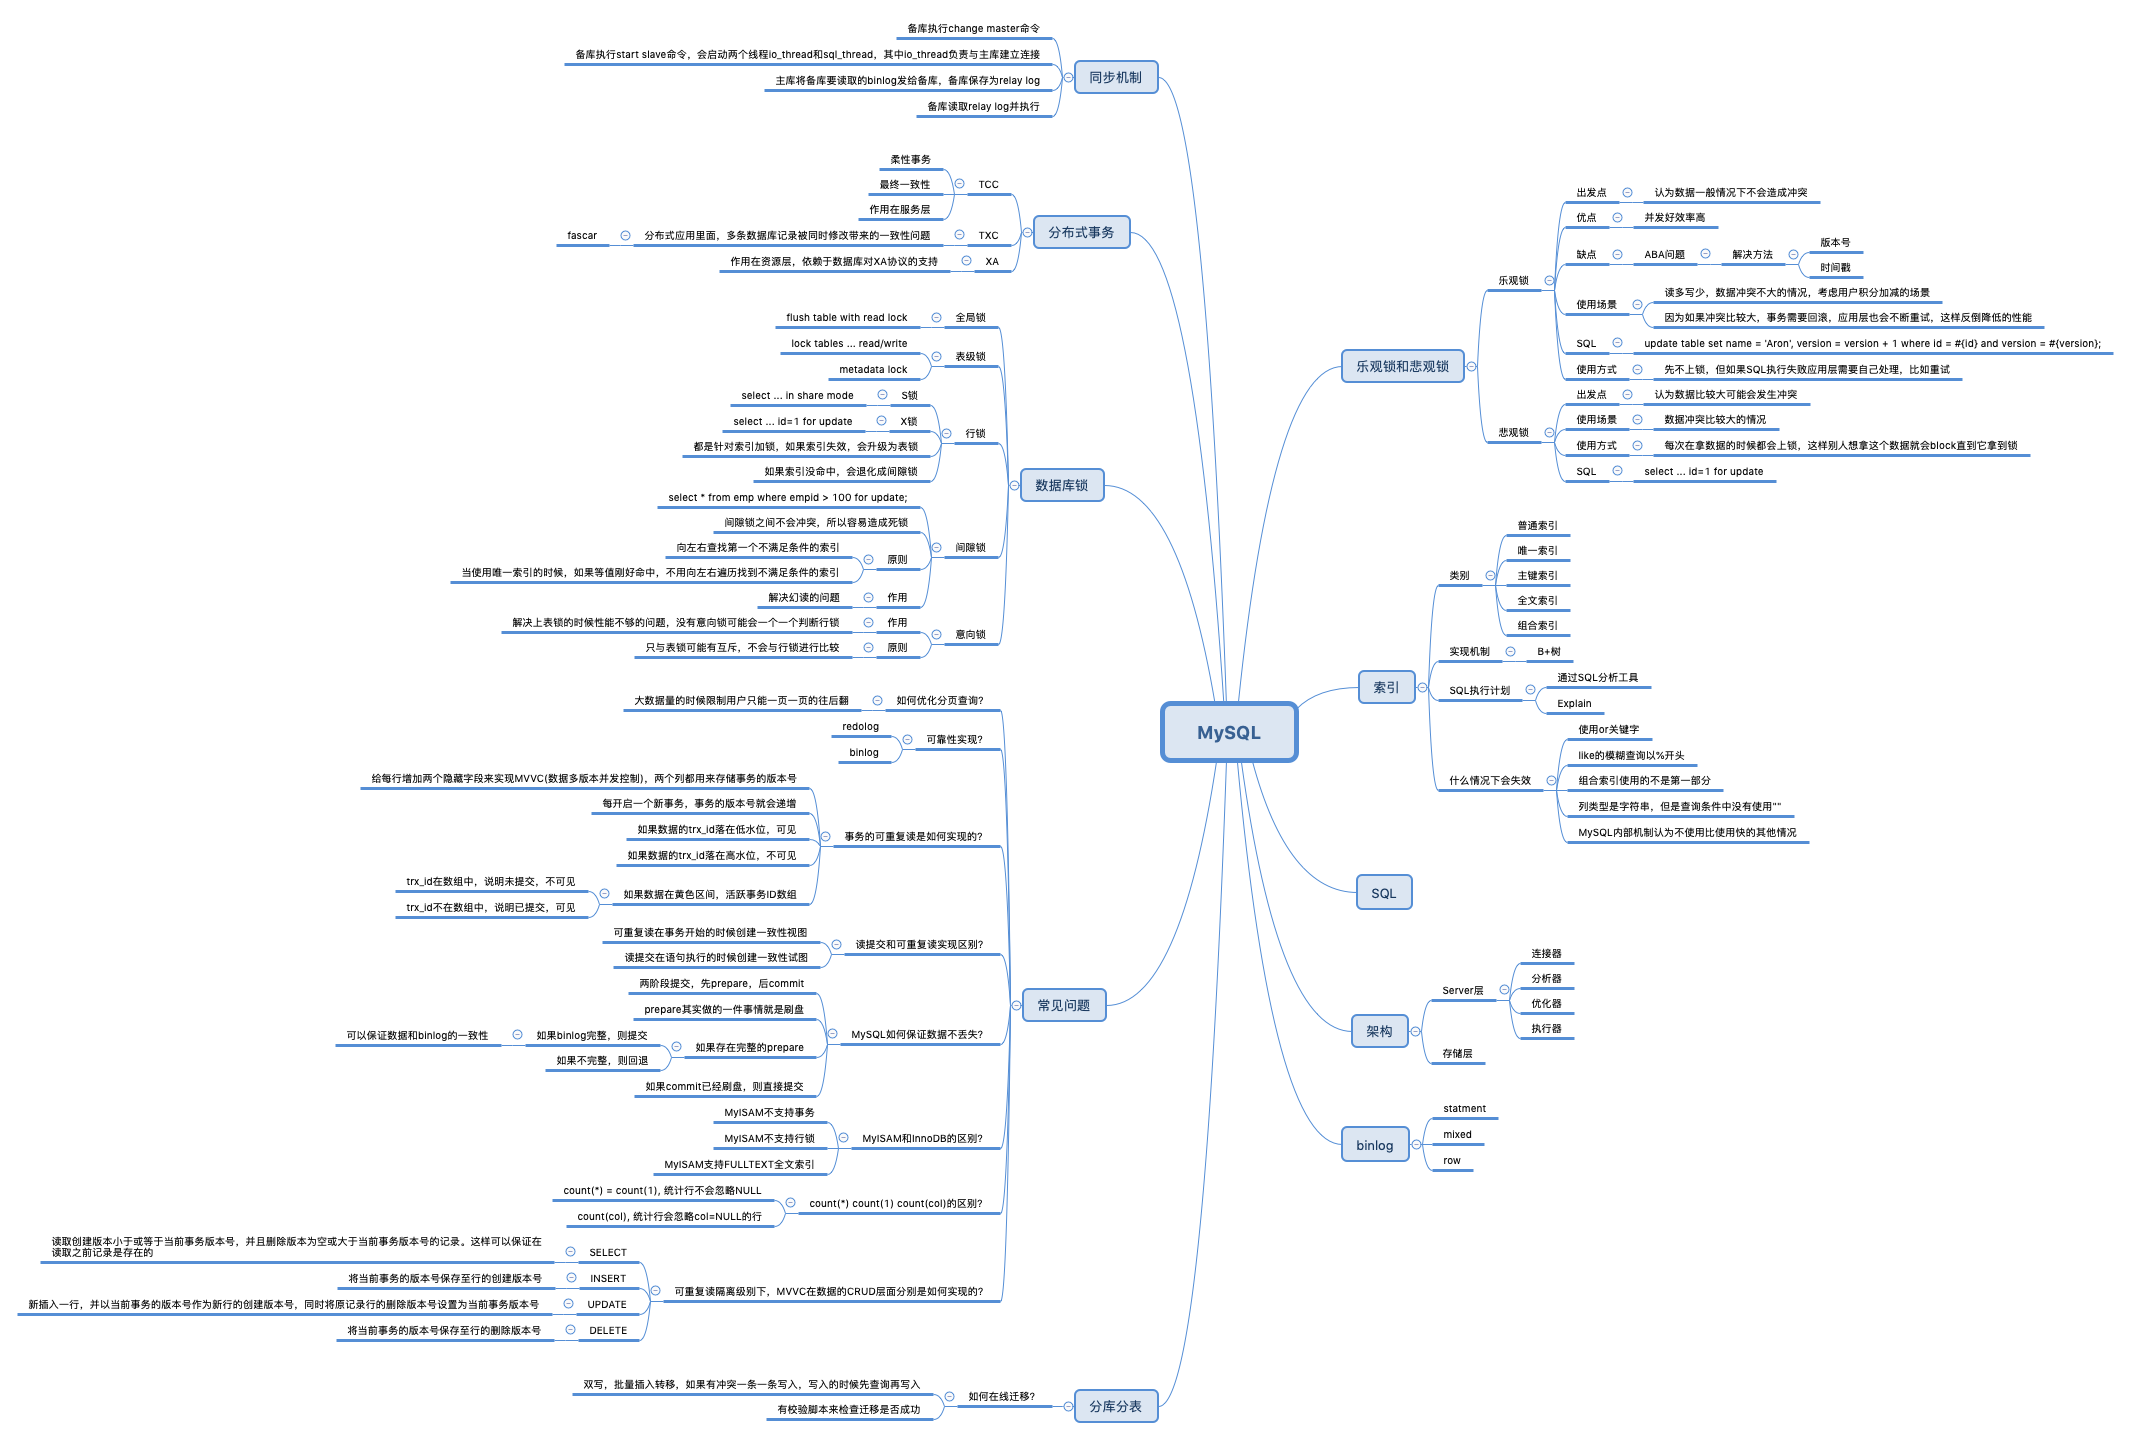 MySQL
同步机制
备库执行change master命令
备库执行start slave命令，会启动两个线程io_thread和sql_thread，其中io_thread负责与主库建立连接
主库将备库要读取的binlog发给备库，备库保存为relay log
备库读取relay log并执行
分布式事务
TCC
柔性事务
最终一致性
作用在服务层
TXC
分布式应用里面，多条数据库记录被同时修改带来的一致性问题
fascar
XA
作用在资源层，依赖于数据库对XA协议的支持
数据库锁
全局锁
flush table with read lock
表级锁
lock tables ... read/write
metadata lock
行锁
S锁
select ... in share mode
X锁
select ... id=1 for update
都是针对索引加锁，如果索引失效，会升级为表锁
如果索引没命中，会退化成间隙锁
间隙锁
select * from emp where empid > 100 for update;
间隙锁之间不会冲突，所以容易造成死锁
原则
向左右查找第一个不满足条件的索引
当使用唯一索引的时候，如果等值刚好命中，不用向左右遍历找到不满足条件的索引
作用
解决幻读的问题
意向锁
作用
解决上表锁的时候性能不够的问题，没有意向锁可能会一个一个判断行锁
原则
只与表锁可能有互斥，不会与行锁进行比较
常见问题
如何优化分页查询？
大数据量的时候限制用户只能一页一页的往后翻
可靠性实现？
redolog
binlog
事务的可重复读是如何实现的？
给每行增加两个隐藏字段来实现MVVC(数据多版本并发控制)，两个列都用来存储事务的版本号
每开启一个新事务，事务的版本号就会递增
如果数据的trx_id落在低水位，可见
如果数据的trx_id落在高水位，不可见
如果数据在黄色区间，活跃事务ID数组
trx_id在数组中，说明未提交，不可见
trx_id不在数组中，说明已提交，可见
读提交和可重复读实现区别？
可重复读在事务开始的时候创建一致性视图
读提交在语句执行的时候创建一致性试图
MySQL如何保证数据不丢失？
两阶段提交，先prepare，后commit
prepare其实做的一件事情就是刷盘
如果存在完整的prepare
如果binlog完整，则提交
可以保证数据和binlog的一致性
如果不完整，则回退
如果commit已经刷盘，则直接提交
MyISAM和InnoDB的区别？
MyISAM不支持事务
MyISAM不支持行锁
MyISAM支持FULLTEXT全文索引
count(*) count(1) count(col)的区别？
count(*) = count(1), 统计行不会忽略NULL
count(col), 统计行会忽略col=NULL的行
可重复读隔离级别下，MVVC在数据的CRUD层面分别是如何实现的？
SELECT
读取创建版本小于或等于当前事务版本号，并且删除版本为空或大于当前事务版本号的记录。这样可以保证在
读取之前记录是存在的
INSERT
将当前事务的版本号保存至行的创建版本号
UPDATE
新插入一行，并以当前事务的版本号作为新行的创建版本号，同时将原记录行的删除版本号设置为当前事务版本号
DELETE
将当前事务的版本号保存至行的删除版本号
分库分表
如何在线迁移？
双写，批量插入转移，如果有冲突一条一条写入，写入的时候先查询再写入
有校验脚本来检查迁移是否成功
乐观锁和悲观锁
乐观锁
出发点
认为数据一般情况下不会造成冲突
优点
并发好效率高
缺点
ABA问题
解决方法
版本号
时间戳
使用场景
读多写少，数据冲突不大的情况，考虑用户积分加减的场景
因为如果冲突比较大，事务需要回滚，应用层也会不断重试，这样反倒降低的性能
SQL
update table set name = 'Aron', version = version + 1 where id = #{id} and version = #{version};
使用方式
先不上锁，但如果SQL执行失败应用层需要自己处理，比如重试
悲观锁
出发点
认为数据比较大可能会发生冲突
使用场景
数据冲突比较大的情况
使用方式
每次在拿数据的时候都会上锁，这样别人想拿这个数据就会block直到它拿到锁
SQL
select ... id=1 for update
索引
类别
普通索引
唯一索引
主键索引
全文索引
组合索引
实现机制
B+树
SQL执行计划
通过SQL分析工具
Explain
什么情况下会失效
使用or关键字
like的模糊查询以%开头
组合索引使用的不是第一部分
列类型是字符串，但是查询条件中没有使用""
MySQL内部机制认为不使用比使用快的其他情况
SQL
架构
Server层
连接器
分析器
优化器
执行器
存储层
binlog
statment
mixed
row